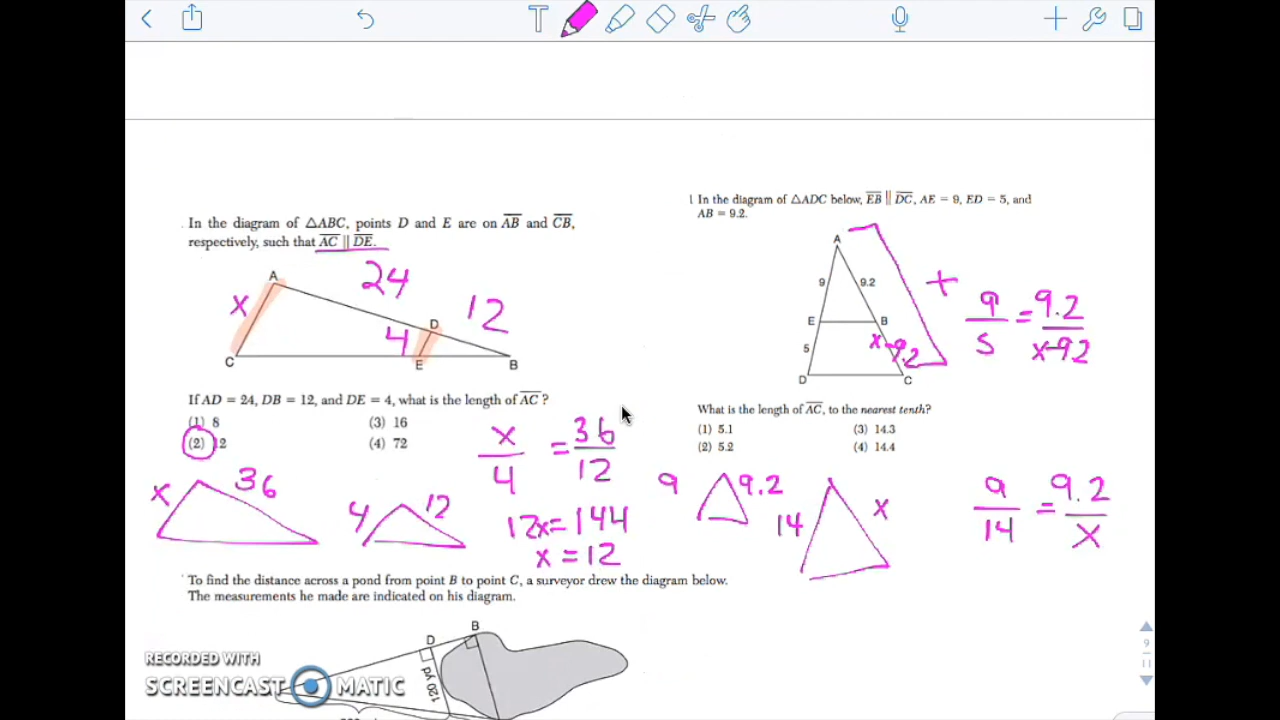 In the diagram of △ABC, points D and E are on AB and CB,
respectively, such that AC || DE.
A
24
x
12
D
4
C
E
B
If AD = 24, DB = 12, and DE = 4, what is the length of AC?
(1) 8
(3) 16
(2) 12
(4) 72
x/4 = 36/12
12x=144
x=12
x
36
4
12
1 In the diagram of △ADC below, EB || DC, AE = 9, ED = 5, and
AB = 9.2.
A
9
9.2
x
E
B
5
x-9.2
D
C
9/5 = 9.2/x-9.2
What is the length of AC, to the nearest tenth?
(1) 5.1
(3) 14.3
(2) 5.2
(4) 14.4
9
9.2
14
x
9/14 = 9.2/x
To find the distance across a pond from point B to point C, a surveyor drew the diagram below.
The measurements he made are indicated on his diagram.
B
D
120 yd
RECORDED WITH
SCREENCAST MATIC
9
11